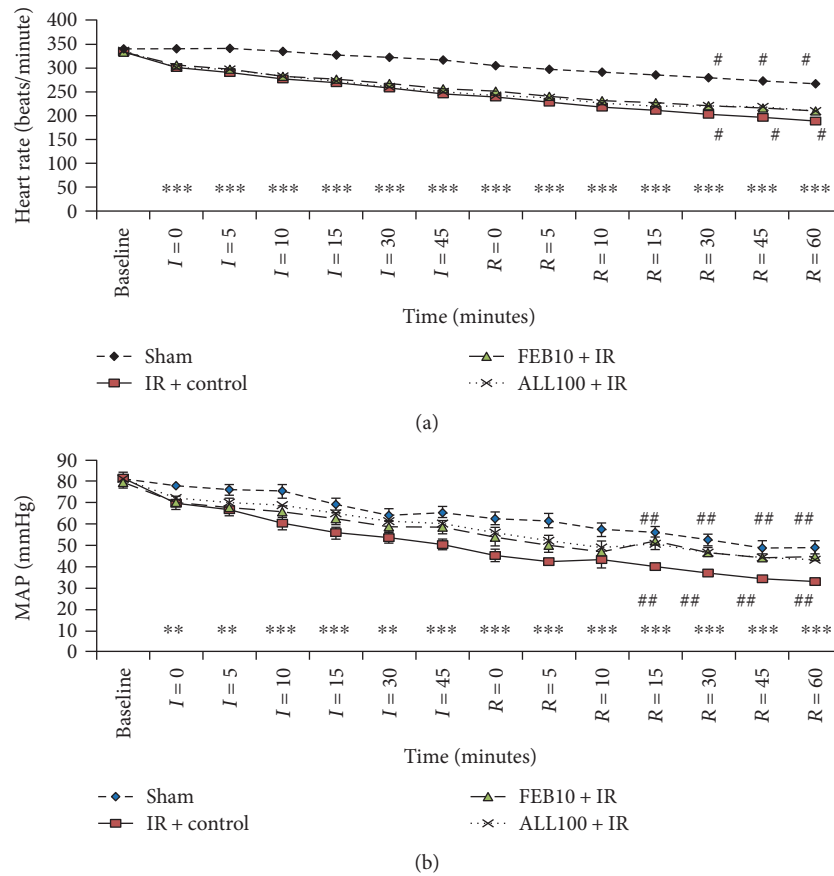 # # #
400
350
300
250
200
150
100
50
0
Heart rate (beats/minute)
# # #
*** *** *** *** *** *** *** *** *** *** *** ***
Baseline
I = 0
I = 5
I = 10
I = 15
I = 30
I = 45
R = 0
R = 5
R = 10
R = 15
R = 30
R = 45
R = 60
Time (minutes)
Sham
IR + control
FEB10 + IR
ALL100 + IR
(a)
90
80
70
60
50
40
30
20
10
0
MAP (mmHg)
## ## ## ##
## ## ## ##
** ** *** *** ** *** *** *** *** *** *** *** ***
Baseline
I = 0
I = 5
I = 10
I = 15
I = 30
I = 45
R = 0
R = 5
R = 10
R = 15
R = 30
R = 45
R = 60
Time (minutes)
Sham
IR + control
FEB10 + IR
ALL100 + IR
(b)